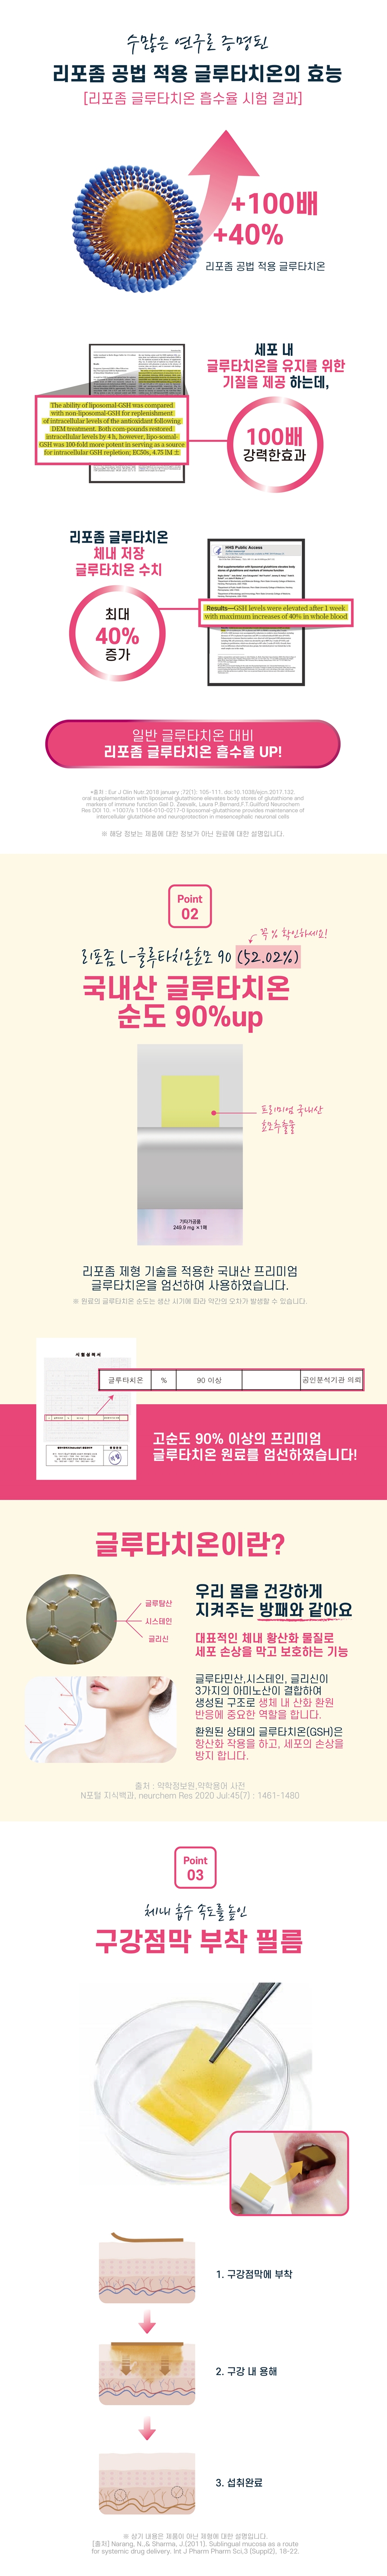 수많은 연구로 증명된
리포좀 공법 적용 글루타치온의 효능
[리포좀 글루타치온 흡수율 시험 결과]
+100배
+40%
리포좀 공법 적용 글루타치온
세포 내
글루타치온을 유지를 위한
기질을 제공 하는데,
The ability of liposomal-GSH was compared
with non-liposomal-GSH for replenishment
of intracellular levels of the antioxidant following
DEM treatment. Both com-pounds restored
intracellular levels by 4 h, however, lipo-somal-
GSH was 100-fold more potent in serving as a source
for intracellular GSH repletion; EC50s, 4.75 lM ±
100배
강력한효과
리포좀 글루타치온
체내 저장
글루타치온 수치
최대
40%
증가
HHS Public Access
Results—GSH levels were elevated after 1 week
with maximum increases of 40% in whole blood
일반 글루타치온 대비
리포좀 글루타치온 흡수율 UP!
*출처 : Eur J Clin Nutr. 2018 january ;72(1): 105-111. doi:10.1038/ejcn.2017.132.
oral supplementation with liposomal glutathione elevates body stores of glutathione and
markers of immune function Gail D. Zeevalk, Laura P.Bernard.F.T.Guilford Neurochem
Res DOI 10. =1007/s 11064-010-0217-0 liposomal-glutathione provides maintenance of
intercellular glutathione and neuroprotection in mesencephalic neuronal cells
※ 해당 정보는 제품에 대한 정보가 아닌 원료에 대한 설명입니다.
Point
02
꼭 % 확인하세요!
리포좀 L-글루타치온효모 90 (52.02%)
국내산 글루타치온
순도 90%up
프리미엄 국내산
효모추출물
기타가공품
249.9 mg ×1매
리포좀 제형 기술을 적용한 국내산 프리미엄
글루타치온을 엄선하여 사용하였습니다.
※ 원료의 글루타치온 순도는 생산 시기에 따라 약간의 오차가 발생할 수 있습니다.
시험성적서
글루타치온 % 90 이상 공인분석기관 의뢰
고순도 90% 이상의 프리미엄
글루타치온 원료를 엄선하였습니다!
글루타치온이란?
글루탐산
시스테인
글리신
우리 몸을 건강하게
지켜주는 방패와 같아요
대표적인 체내 황산화 물질로
세포 손상을 막고 보호하는 기능
글루타민산,시스테인, 글리신이
3가지의 아미노산이 결합하여
생성된 구조로 생체 내 산화 환원
반응에 중요한 역할을 합니다.
환원된 상태의 글루타치온(GSH)은
항산화 작용을 하고, 세포의 손상을
방지 합니다.
출처 : 약학정보원,약학용어 사전
N포탈 지식백과, neurchem Res 2020 Jul:45(7) : 1461-1480
Point
03
체내 흡수 속도를 높인
구강점막 부착 필름
1. 구강점막에 부착
2. 구강 내 용해
3. 섭취완료
※ 상기 내용은 제품이 아닌 제형에 대한 설명입니다.
[출처] Narang, N.,& Sharma, J.(2011). Sublingual mucosa as a route
for systemic drug delivery. Int J Pharm Pharm Sci,3 (Suppl2), 18-22.